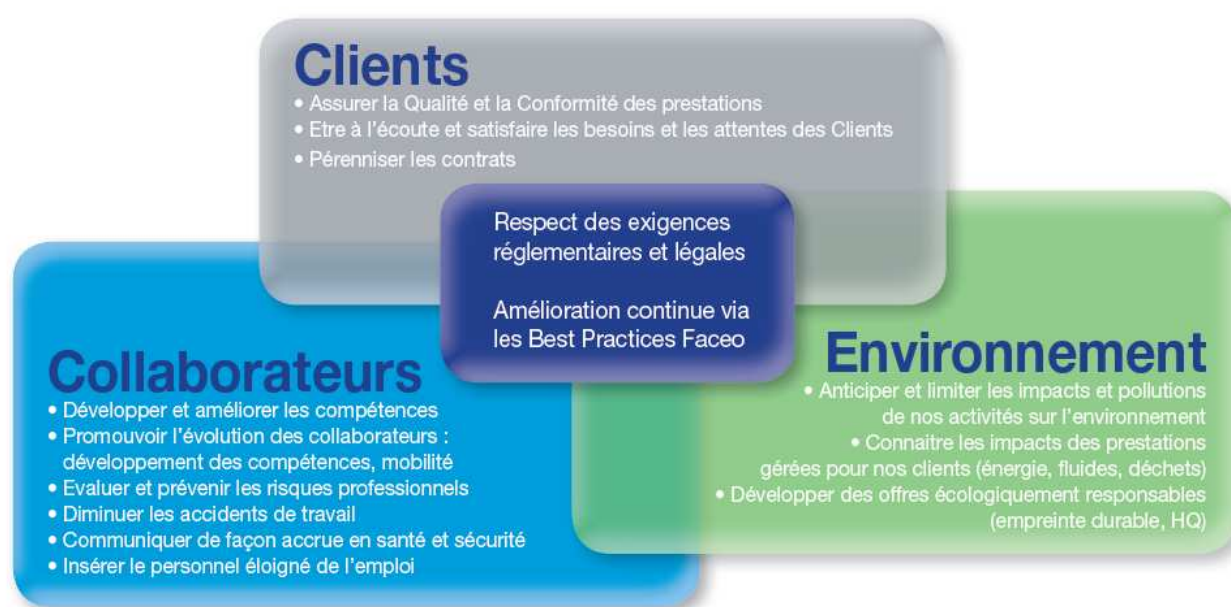 Clients
• Assurer la Qualité et la Conformité des prestations
• Etre à l'écoute et satisfaire les besoins et les attentes des Clients
• Pérenniser les contrats
Respect des exigences
réglementaires et légales
Amélioration continue via
les Best Practices Faceo
Collaborateurs
• Développer et améliorer les compétences
• Promouvoir l'évolution des collaborateurs :
développement des compétences, mobilité
• Evaluer et prévenir les risques professionnels
• Diminuer les accidents de travail
• Communiquer de façon accrue en santé et sécurité
• Insérer le personnel éloigné de l'emploi
Environnement
• Anticiper et limiter les impacts et pollutions
de nos activités sur l'environnement
• Connaitre les impacts des prestations
gérées pour nos clients (énergie, fluides, déchets)
• Développer des offres écologiquement responsables
(empreinte durable, HQ)